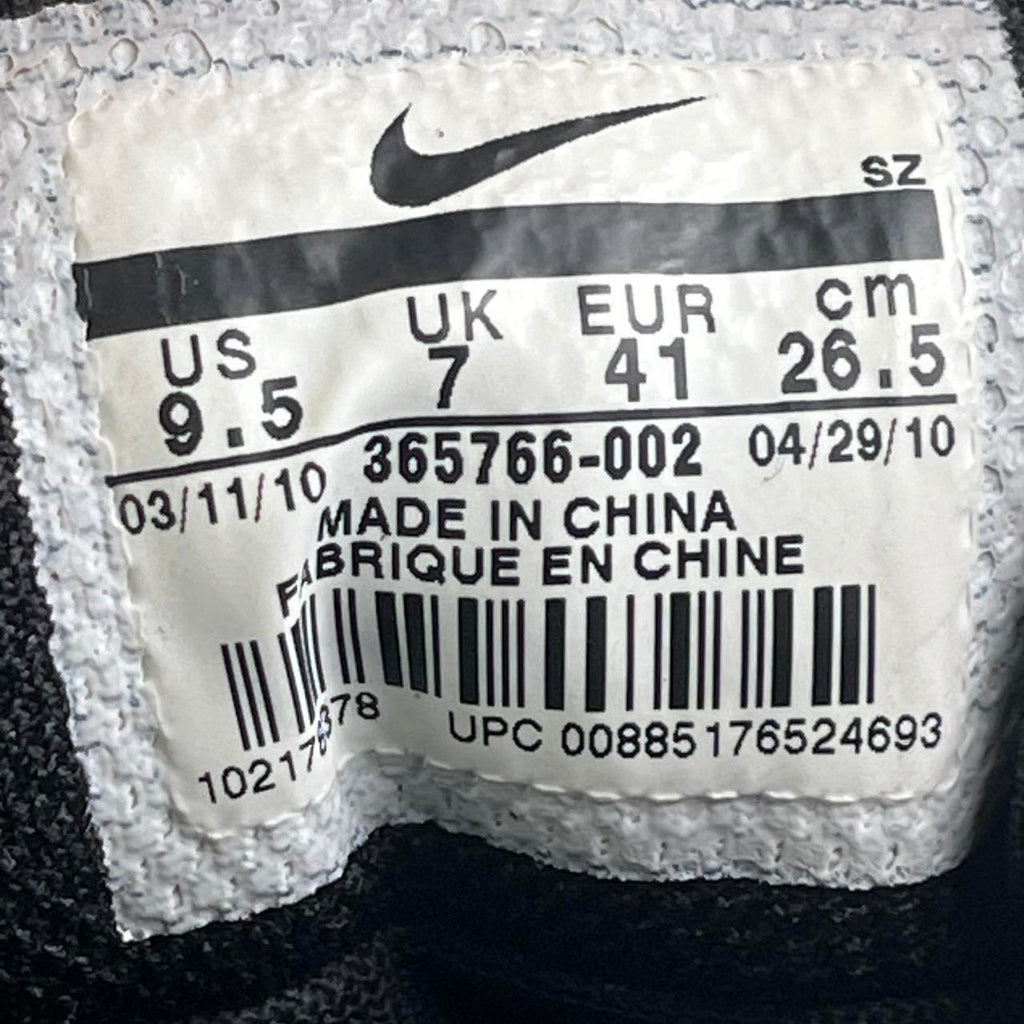 SZ
US UK EUR cm
9.5 7 41 26.5
03/11/10 365766-002 04/29/10
MADE IN CHINA
FABRIQUE EN CHINE
UPC 00885176524693